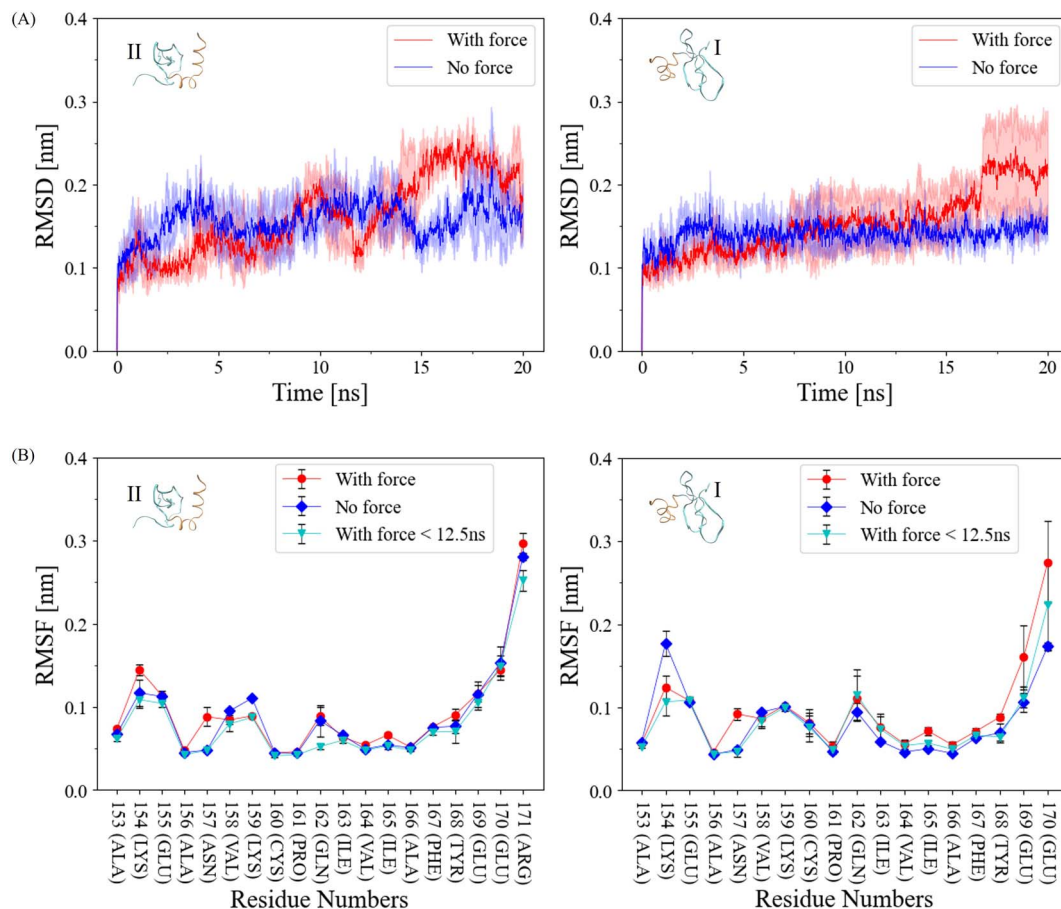 (A)
II
With force
No force
RMSD [nm]
0.4
0.3
0.2
0.1
0.0
0 5 10 15 20
Time [ns]
I
With force
No force
RMSD [nm]
0.4
0.3
0.2
0.1
0.0
0 5 10 15 20
Time [ns]
(B)
II
With force
No force
With force < 12.5ns
RMSF [nm]
0.4
0.3
0.2
0.1
0.0
153 (ALA)
154 (LYS)
155 (GLU)
156 (ALA)
157 (ASN)
158 (VAL)
159 (LYS)
160 (CYS)
161 (PRO)
162 (GLN)
163 (ILE)
164 (VAL)
165 (ILE)
166 (ALA)
167 (PHE)
168 (TYR)
169 (GLU)
170 (GLU)
171 (ARG)
Residue Numbers
I
With force
No force
With force < 12.5ns
RMSF [nm]
0.4
0.3
0.2
0.1
0.0
153 (ALA)
154 (LYS)
155 (GLU)
156 (ALA)
157 (ASN)
158 (VAL)
159 (LYS)
160 (CYS)
161 (PRO)
162 (GLN)
163 (ILE)
164 (VAL)
165 (ILE)
166 (ALA)
167 (PHE)
168 (TYR)
169 (GLU)
170 (GLU)
Residue Numbers